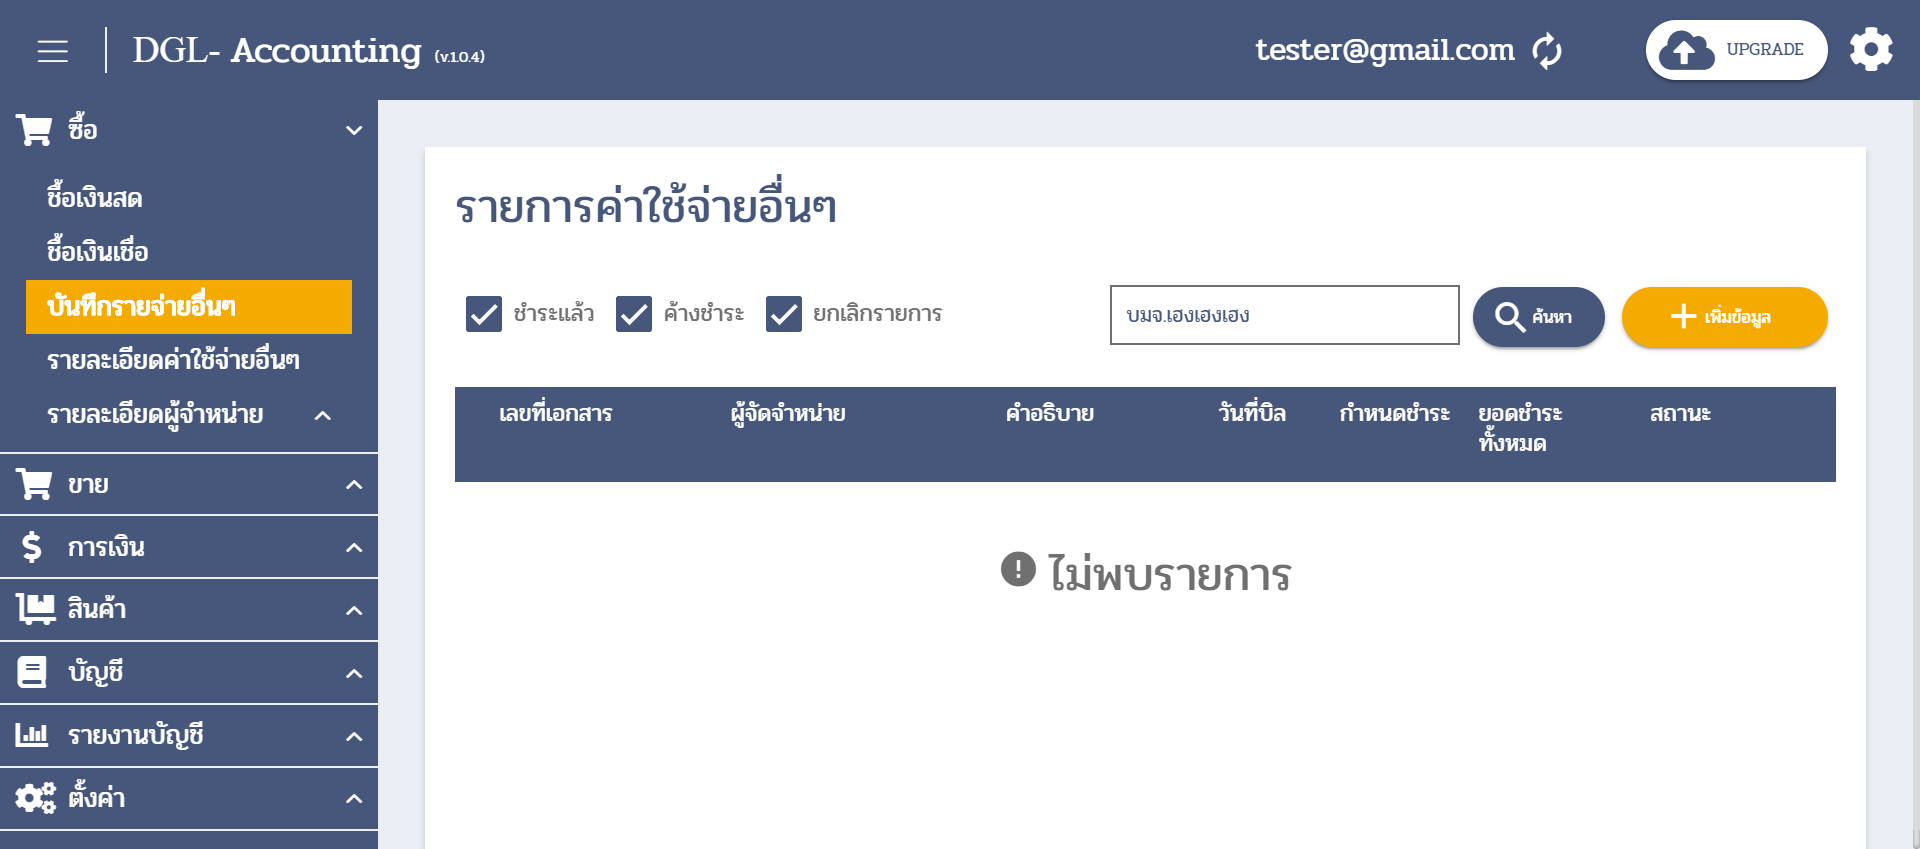 DGL- Accounting (v.1.0.4)
tester@gmail.com
UPGRADE
ซื้อ
ซื้อเงินสด
ซื้อเงินเชื่อ
บันทึกรายจ่ายอื่นๆ
รายละเอียดค่าใช้จ่ายอื่นๆ
รายละเอียดผู้จำหน่าย
ขาย
การเงิน
สินค้า
บัญชี
รายงานบัญชี
ตั้งค่า
รายการค่าใช้จ่ายอื่นๆ
ชำระแล้ว ค้างชำระ ยกเลิกรายการ
บมจ.เฮงเฮงเฮง
ค้นหา
เพิ่มข้อมูล
เลขที่เอกสาร ผู้จัดจำหน่าย คำอธิบาย วันที่บิล กำหนดชำระ ยอดชำระ สถานะ
ทั้งหมด
ไม่พบรายการ